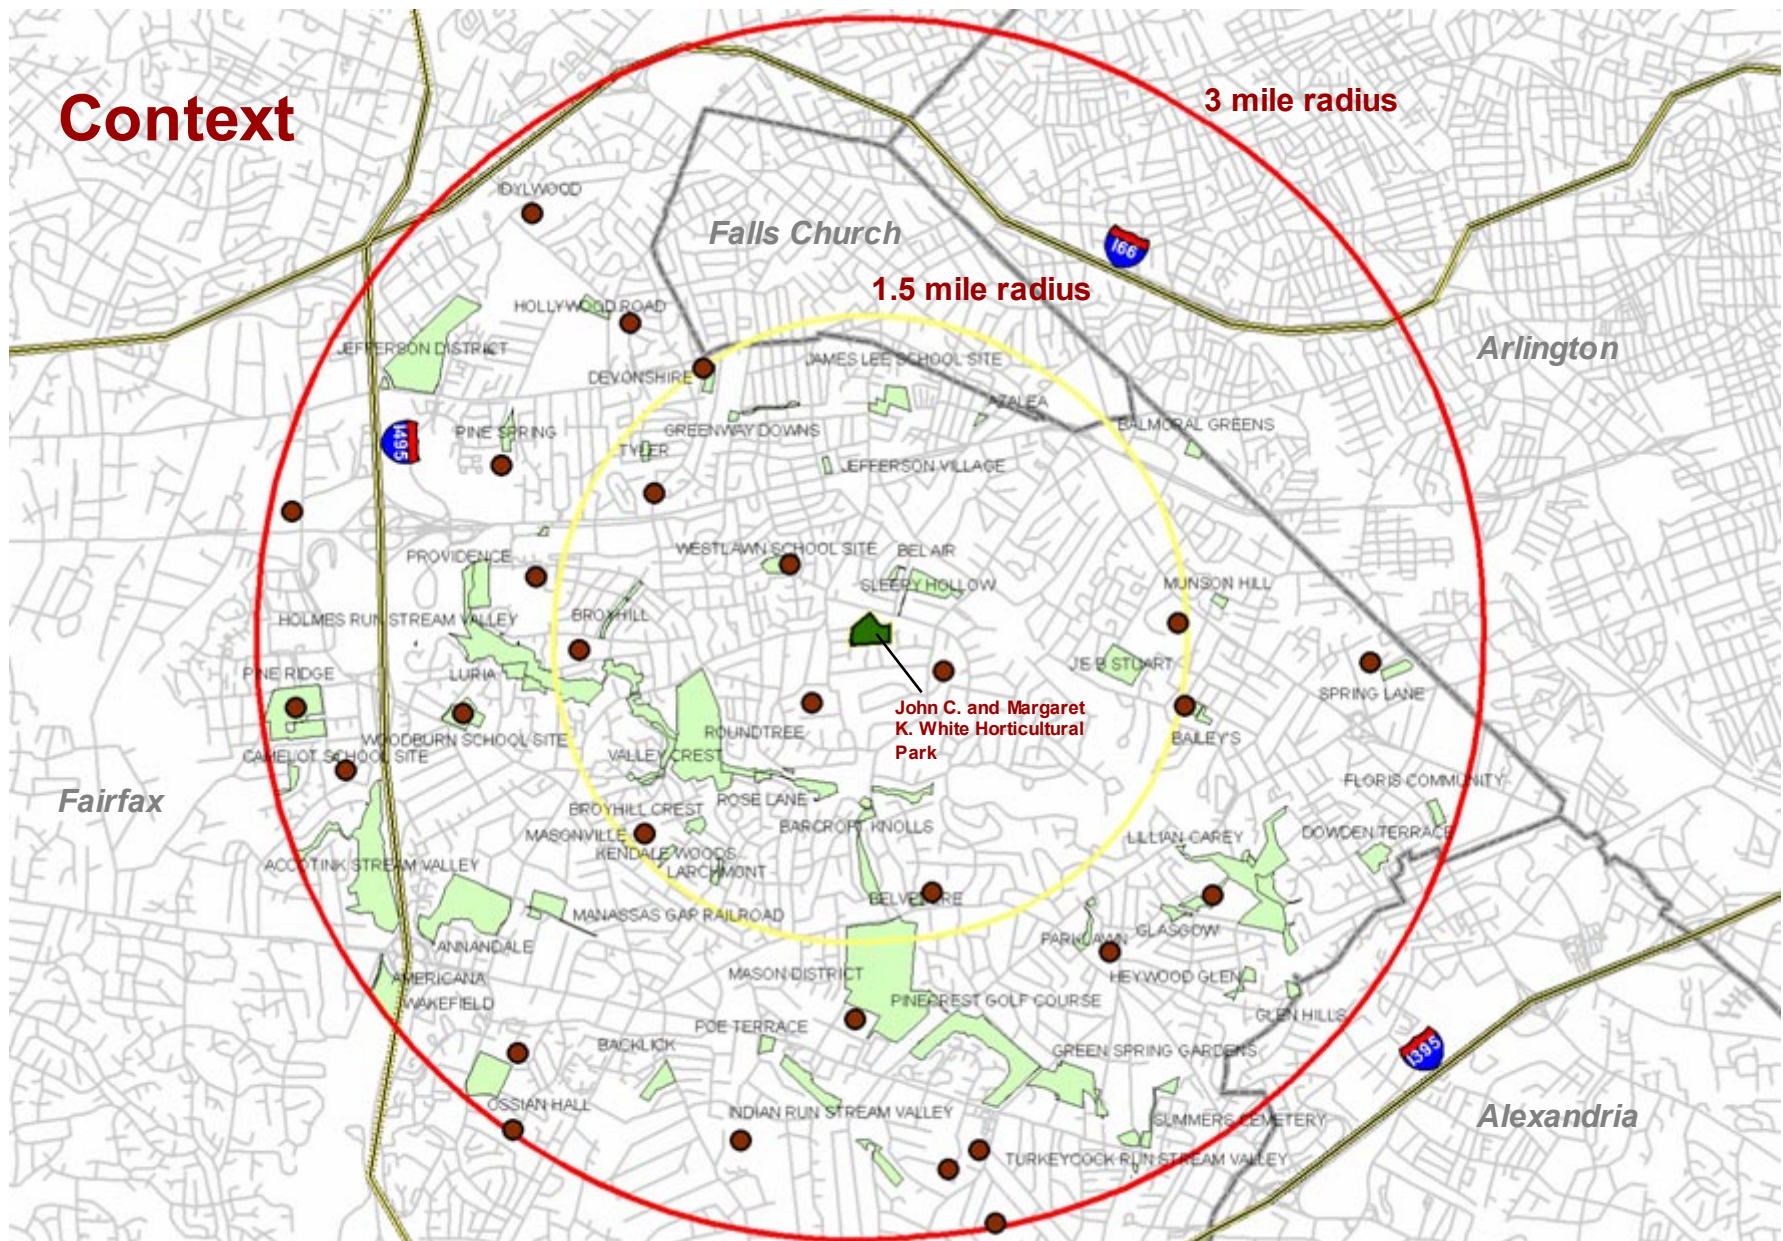 Context
3 mile radius
IDYLWOOD
Falls Church
I66
1.5 mile radius
HOLLYWOOD ROAD
JEFFERSON DISTRICT
Arlington
JAMES LEE SCHOOL SITE
DEVONSHIRE
AZALEA
BALMORAL GREENS
I495
PINE SPRING
GREENWAY DOWNS
TYLER
JEFFERSON VILLAGE
PROVIDENCE
WESTLAWN SCHOOL SITE
BEL AIR
SLEEPY HOLLOW
MUNSON HILL
HOLMES RUN STREAM VALLEY
BROYHILL
PINE RIDGE
LURIA
JE B STUART
SPRING LANE
John C. and Margaret
K. White Horticultural
Park
ROUNDTREE
WOODBURN SCHOOL SITE
BAILEY'S
CAMELOT SCHOOL SITE
VALLEY CREST
FLORIS COMMUNITY
Fairfax
ROSE LANE
BROYHILL CREST
BARCROFT KNOLLS
MASONVILLE
LILLIAN CAREY
DOWDEN TERRACE
KENDALE WOODS
ACCOTINK STREAM VALLEY
LARCHMONT
BELVEDERE
MANASSAS GAP RAILROAD
GLASGOW
PARKLAWN
ANNANDALE
MASON DISTRICT
HEYWOOD GLEN
AMERICANA
WAKEFIELD
PINECREST GOLF COURSE
GLEN HILLS
POE TERRACE
BACKLICK
GREEN SPRING GARDENS
I395
OSSIAN HALL
INDIAN RUN STREAM VALLEY
SUMMERS CEMETERY
Alexandria
TURKEYCOCK RUN STREAM VALLEY